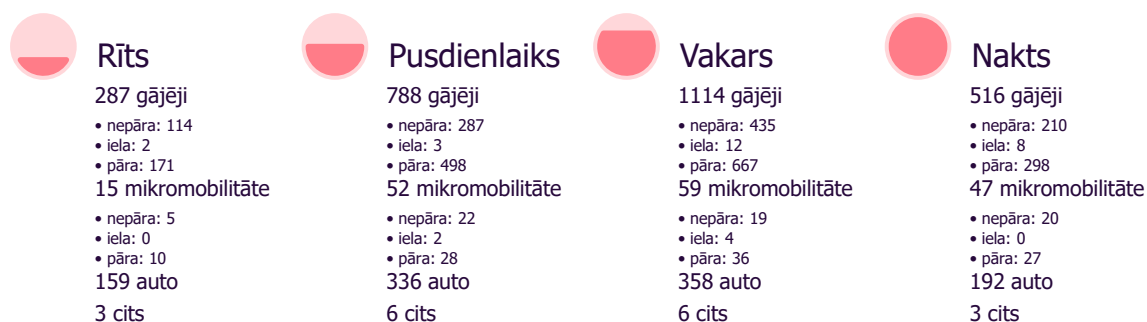 Rīts
287 gājēji
• nepāra: 114
• iela: 2
• pāra: 171
15 mikromobilitāte
• nepāra: 5
• iela: 0
• pāra: 10
159 auto
3 cits
Pusdienlaiks
788 gājēji
• nepāra: 287
• iela: 3
• pāra: 498
52 mikromobilitāte
• nepāra: 22
• iela: 2
• pāra: 28
336 auto
6 cits
Vakars
1114 gājēji
• nepāra: 435
• iela: 12
• pāra: 667
59 mikromobilitāte
• nepāra: 19
• iela: 4
• pāra: 36
358 auto
6 cits
Nakts
516 gājēji
• nepāra: 210
• iela: 8
• pāra: 298
47 mikromobilitāte
• nepāra: 20
• iela: 0
• pāra: 27
192 auto
3 cits